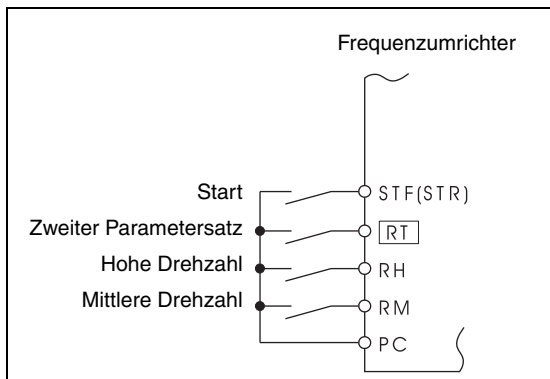 Frequenzumrichter
Start STF(STR)
Zweiter Parametersatz RT
Hohe Drehzahl RH
Mittlere Drehzahl RM
PC